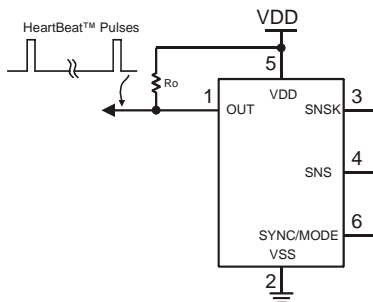 HeartBeat™ Pulses
VDD
5
Ro
VDD
1
OUT
SNSK
3
SNS
4
SYNC/MODE
6
VSS
2